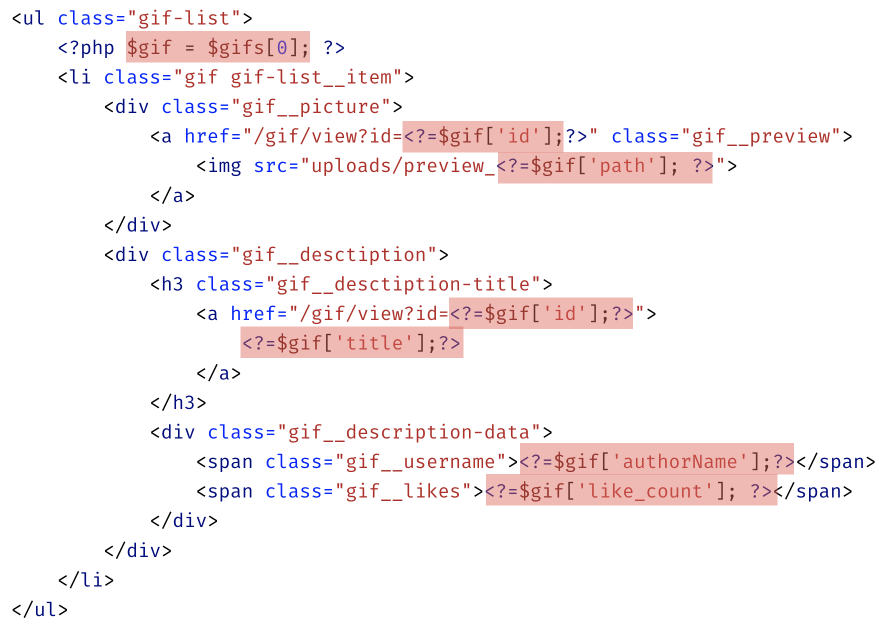 <ul class="gif-list">
<?php $gif = $gifs[0]; ?>
<li class="gif gif-list__item">
<div class="gif__picture">
<a href="/gif/view?id=<?=$gif['id'];?>" class="gif__preview">
<img src="uploads/preview_<?=$gif['path']; ?>">
</a>
</div>
<div class="gif__desctiption">
<h3 class="gif__desctiption-title">
<a href="/gif/view?id=<?=$gif['id'];?>">
<?=$gif['title'];?>
</a>
</h3>
<div class="gif__description-data">
<span class="gif__username"><?=$gif['authorName'];?></span>
<span class="gif__likes"><?=$gif['like_count']; ?></span>
</div>
</div>
</li>
</ul>